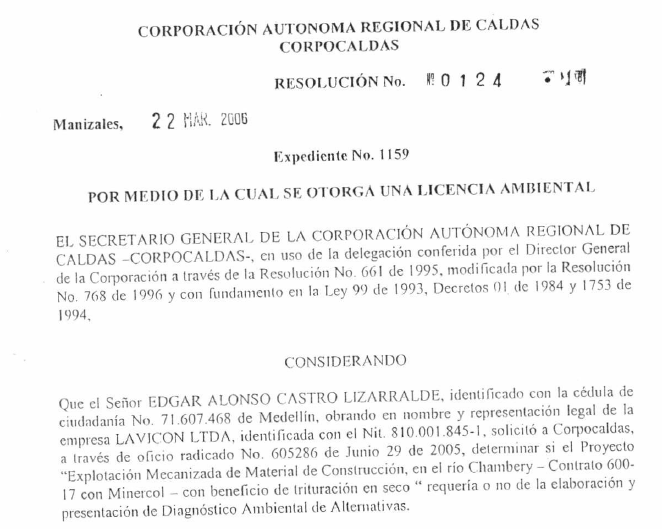 CORPORACIÓN AUTONOMA REGIONAL DE CALDAS
CORPOCALDAS
RESOLUCIÓN No. Nº 0124
Manizales, 22 MAR. 2006
Expediente No. 1159
POR MEDIO DE LA CUAL SE OTORGA UNA LICENCIA AMBIENTAL
EL SECRETARIO GENERAL DE LA CORPORACIÓN AUTÓNOMA REGIONAL DE
CALDAS –CORPOCALDAS-, en uso de la delegación conferida por el Director General
de la Corporación a través de la Resolución No. 661 de 1995, modificada por la Resolución
No. 768 de 1996 y con fundamento en la Ley 99 de 1993, Decretos 01 de 1984 y 1753 de
1994,
CONSIDERANDO
Que el Señor EDGAR ALONSO CASTRO LIZARRALDE, identificado con la cédula de
ciudadanía No. 71.607.468 de Medellín, obrando en nombre y representación legal de la
empresa LAVICON LTDA, identificada con el Nit. 810.001.845-1, solicitó a Corpocaldas,
a través de oficio radicado No. 605286 de Junio 29 de 2005, determinar si el Proyecto
“Explotación Mecanizada de Material de Construcción, en el río Chambery – Contrato 600-
17 con Minercol – con beneficio de trituración en seco “ requería o no de la elaboración y
presentación de Diagnóstico Ambiental de Alternativas.